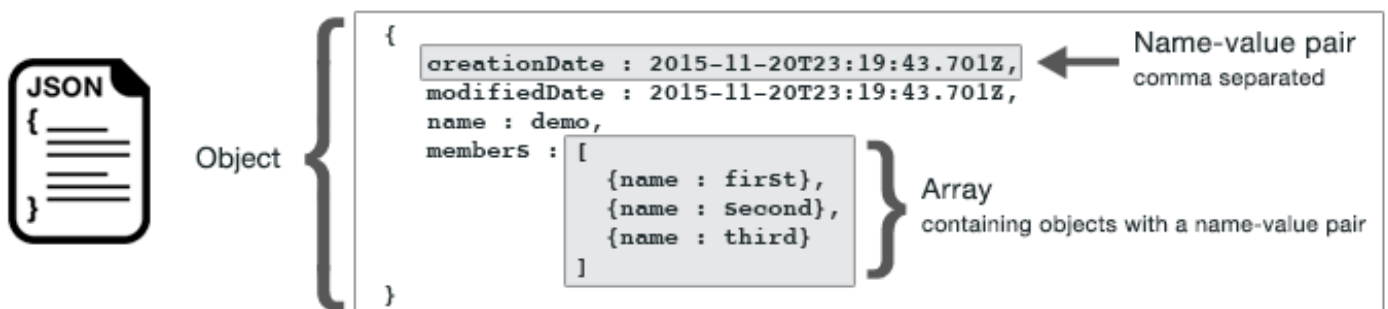 JSON
{
}
Object
{
creationDate : 2015-11-20T23:19:43.701Z,
modifiedDate : 2015-11-20T23:19:43.701Z,
name : demo,
members : [
{name : first},
{name : Second},
{name : third}
]
}
Name-value pair
comma separated
Array
containing objects with a name-value pair